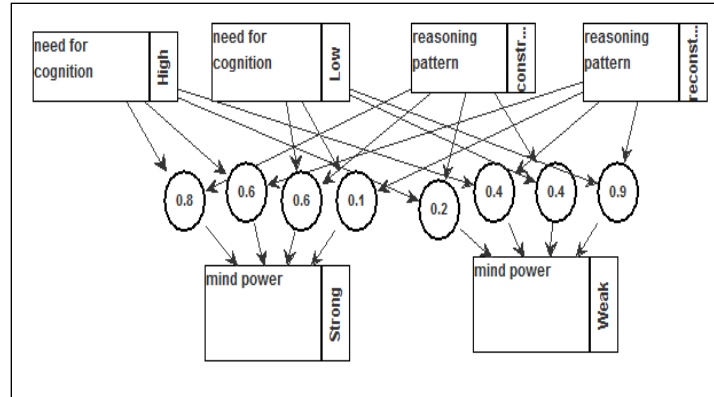 need for
cognition
High
need for
cognition
Low
reasoning
pattern
constr...
reasoning
pattern
reconst...
0.8
0.6
0.6
0.1
0.2
0.4
0.4
0.9
mind power
Strong
mind power
Weak